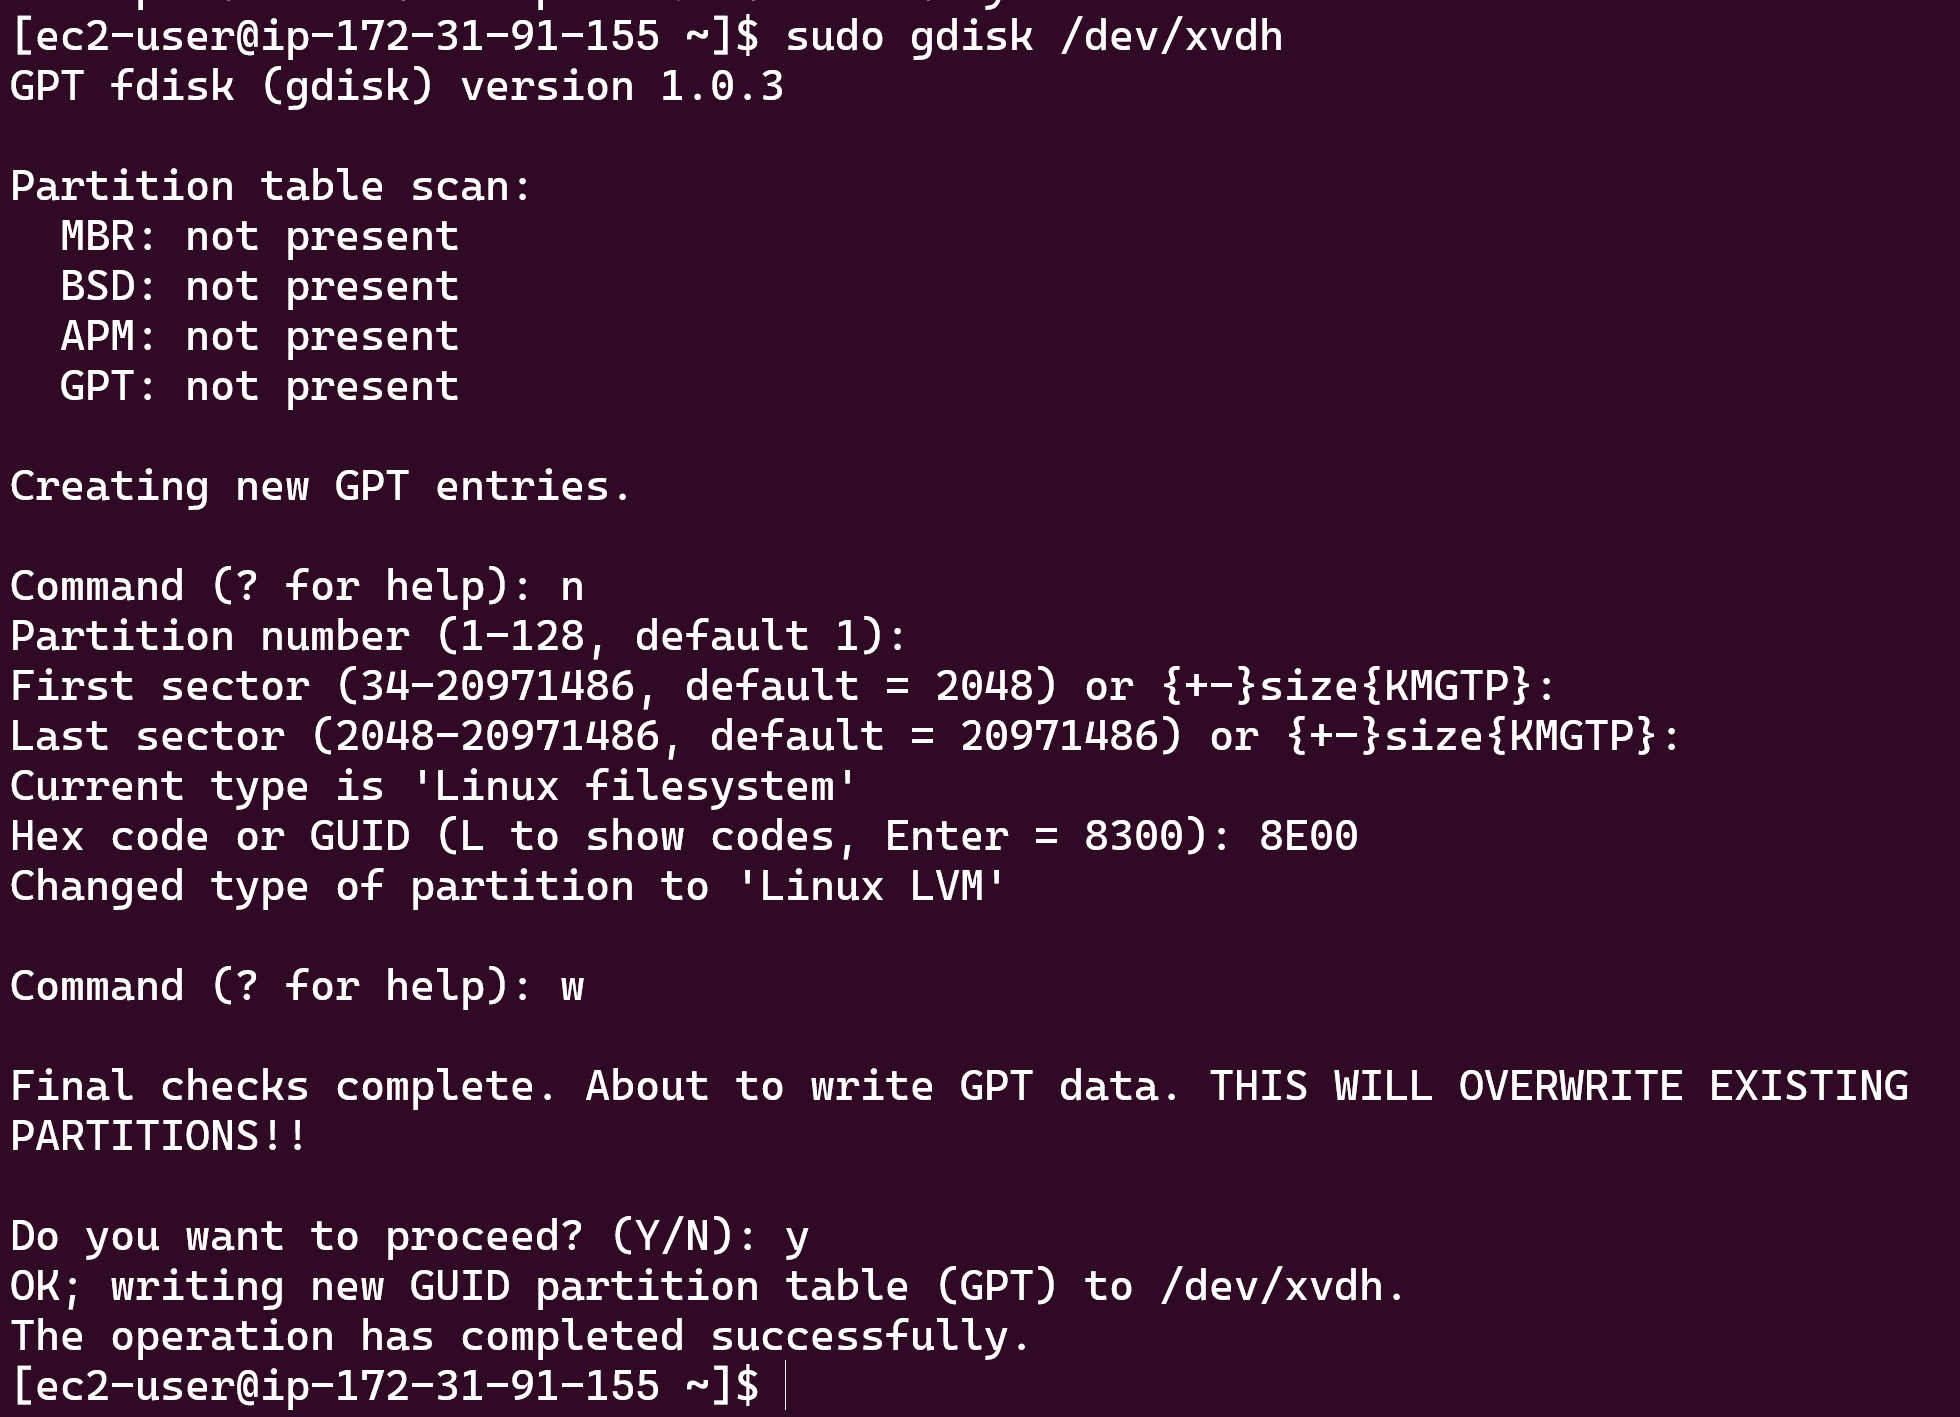 [ec2-user@ip-172-31-91-155 ~]$ sudo gdisk /dev/xvdh
GPT fdisk (gdisk) version 1.0.3
Partition table scan:
  MBR: not present
  BSD: not present
  APM: not present
  GPT: not present
Creating new GPT entries.
Command (? for help): n
Partition number (1-128, default 1):
First sector (34-20971486, default = 2048) or {+-}size{KMGTP}:
Last sector (2048-20971486, default = 20971486) or {+-}size{KMGTP}:
Current type is 'Linux filesystem'
Hex code or GUID (L to show codes, Enter = 8300): 8E00
Changed type of partition to 'Linux LVM'
Command (? for help): w
Final checks complete. About to write GPT data. THIS WILL OVERWRITE EXISTING
PARTITIONS!!
Do you want to proceed? (Y/N): y
OK; writing new GUID partition table (GPT) to /dev/xvdh.
The operation has completed successfully.
[ec2-user@ip-172-31-91-155 ~]$